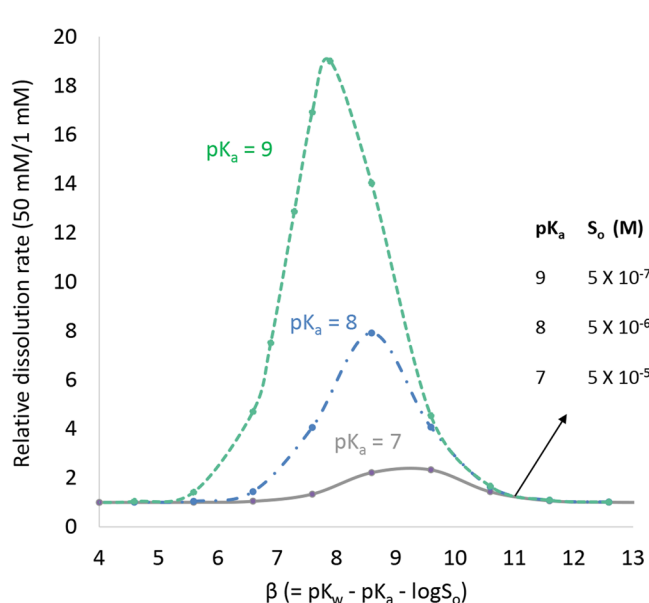 20
18
16
14
12
10
8
6
4
2
0
Relative dissolution rate (50 mM/1 mM)
pKₐ = 9
pKₐ = 8
pKₐ = 7
pKₐ Sₒ (M)
9 5 X 10⁻⁷
8 5 X 10⁻⁶
7 5 X 10⁻⁵
4 5 6 7 8 9 10 11 12 13
β (= pK_w - pKₐ - logSₒ)